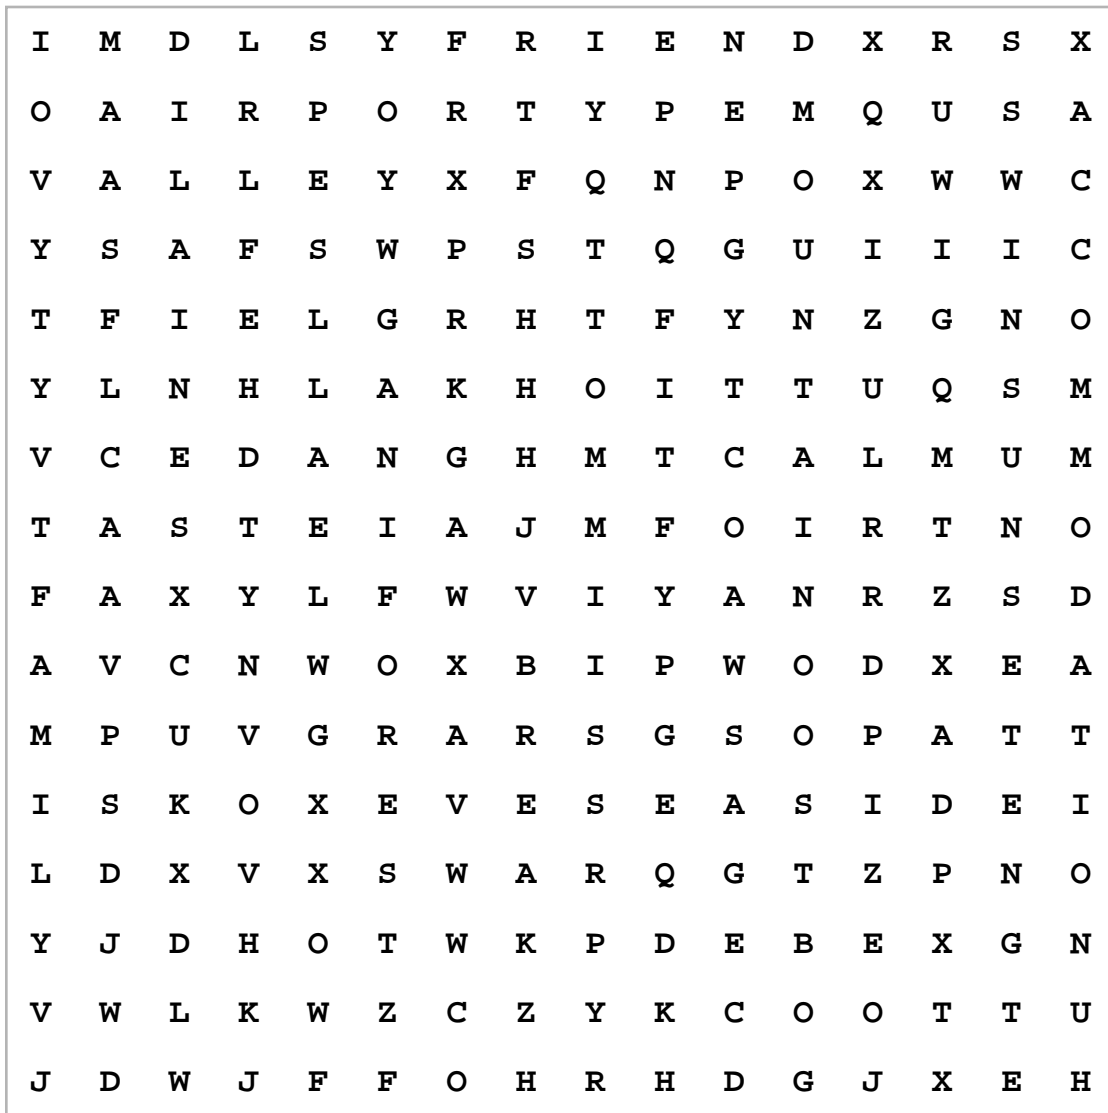 I M D L S Y F R I E N D X R S X
O A I R P O R T Y P E M Q U S A
V A L L E Y X F Q N P O X W W C
Y S A F S W P S T Q G U I I I C
T F I E L G R H T F Y N Z G N O
Y L N H L A K H O I T T U Q S M
V C E D A N G H M T C A L M U M
T A S T E I A J M F O I R T N O
F A X Y L F W V I Y A N R Z S D
A V C N W O X B I P W O D X E A
M P U V G R A R S G S O P A T T
I S K O X E V E S E A S I D E I
L D X V X S W A R Q G T Z P N O
Y J D H O T W K P D E B E X G N
V W L K W Z C Z Y K C O O T T U
J D W J F F O H R H D G J X E H